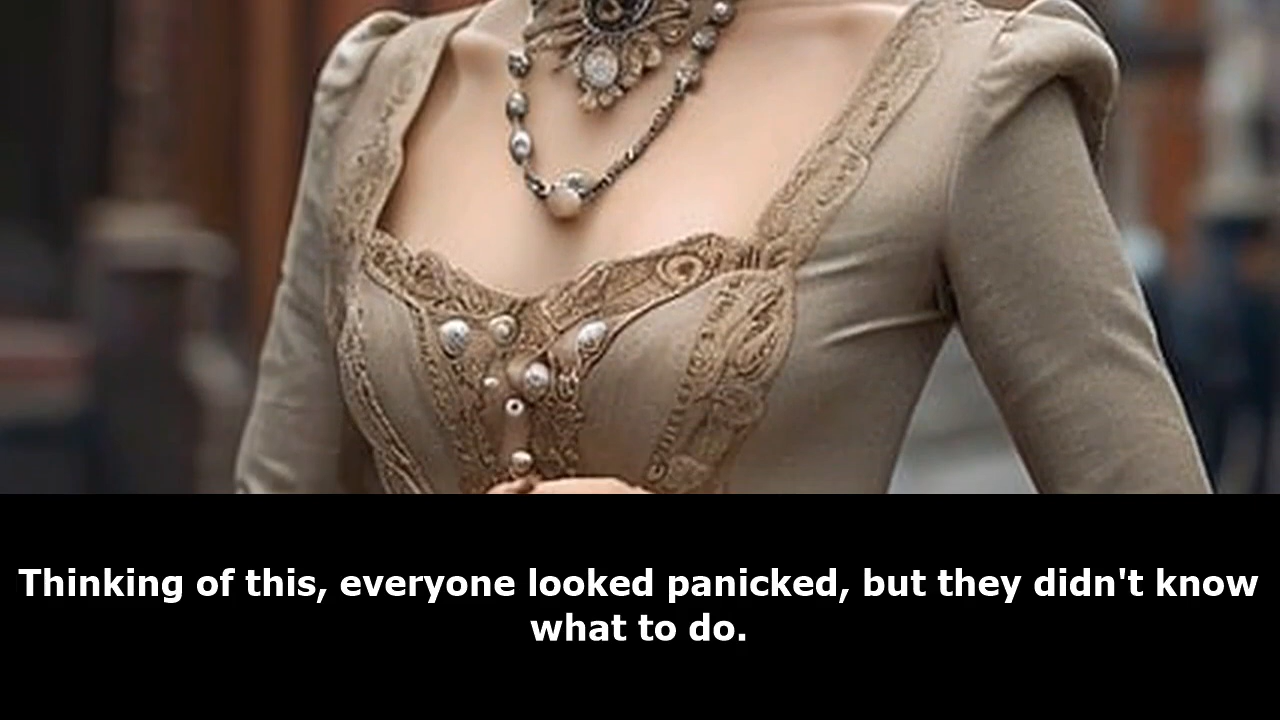 Thinking of this, everyone looked panicked, but they didn't know
what to do.